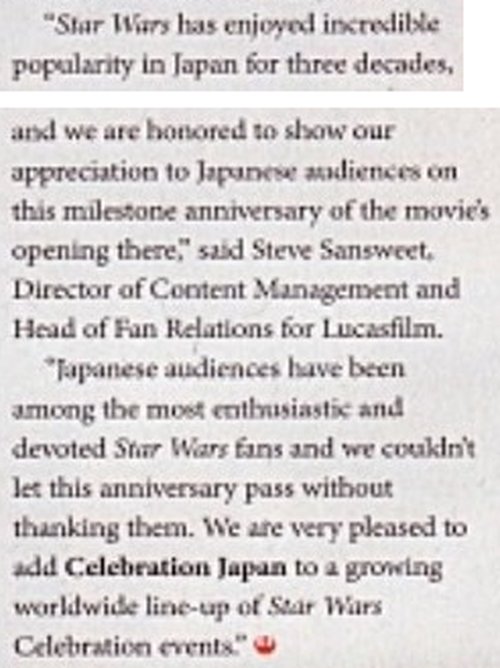 "Star Wars has enjoyed incredible
popularity in Japan for three decades,
and we are honored to show our
appreciation to Japanese audiences on
this milestone anniversary of the movie's
opening there," said Steve Sansweet,
Director of Content Management and
Head of Fan Relations for Lucasfilm.
"Japanese audiences have been
among the most enthusiastic and
devoted Star Wars fans and we couldn't
let this anniversary pass without
thanking them. We are very pleased to
add Celebration Japan to a growing
worldwide line-up of Star Wars
Celebration events."